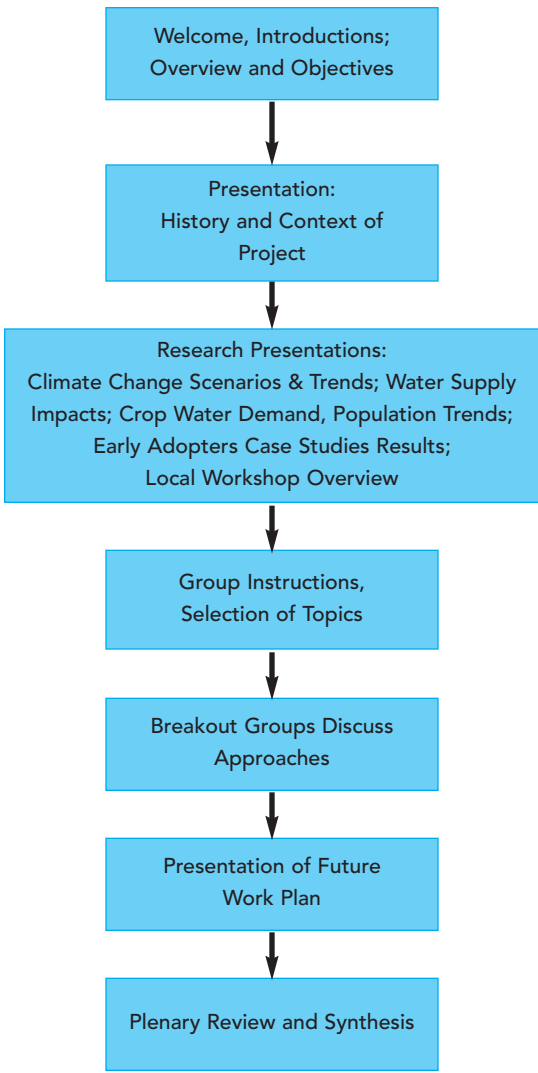 Welcome, Introductions;
Overview and Objectives
Presentation:
History and Context of
Project
Research Presentations:
Climate Change Scenarios & Trends; Water Supply
Impacts; Crop Water Demand, Population Trends;
Early Adopters Case Studies Results;
Local Workshop Overview
Group Instructions,
Selection of Topics
Breakout Groups Discuss
Approaches
Presentation of Future
Work Plan
Plenary Review and Synthesis